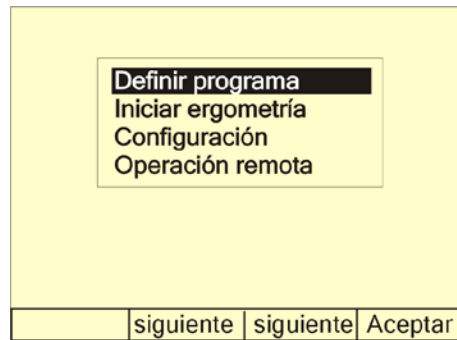 Definir programa
Iniciar ergometría
Configuración
Operación remota
siguiente siguiente Aceptar